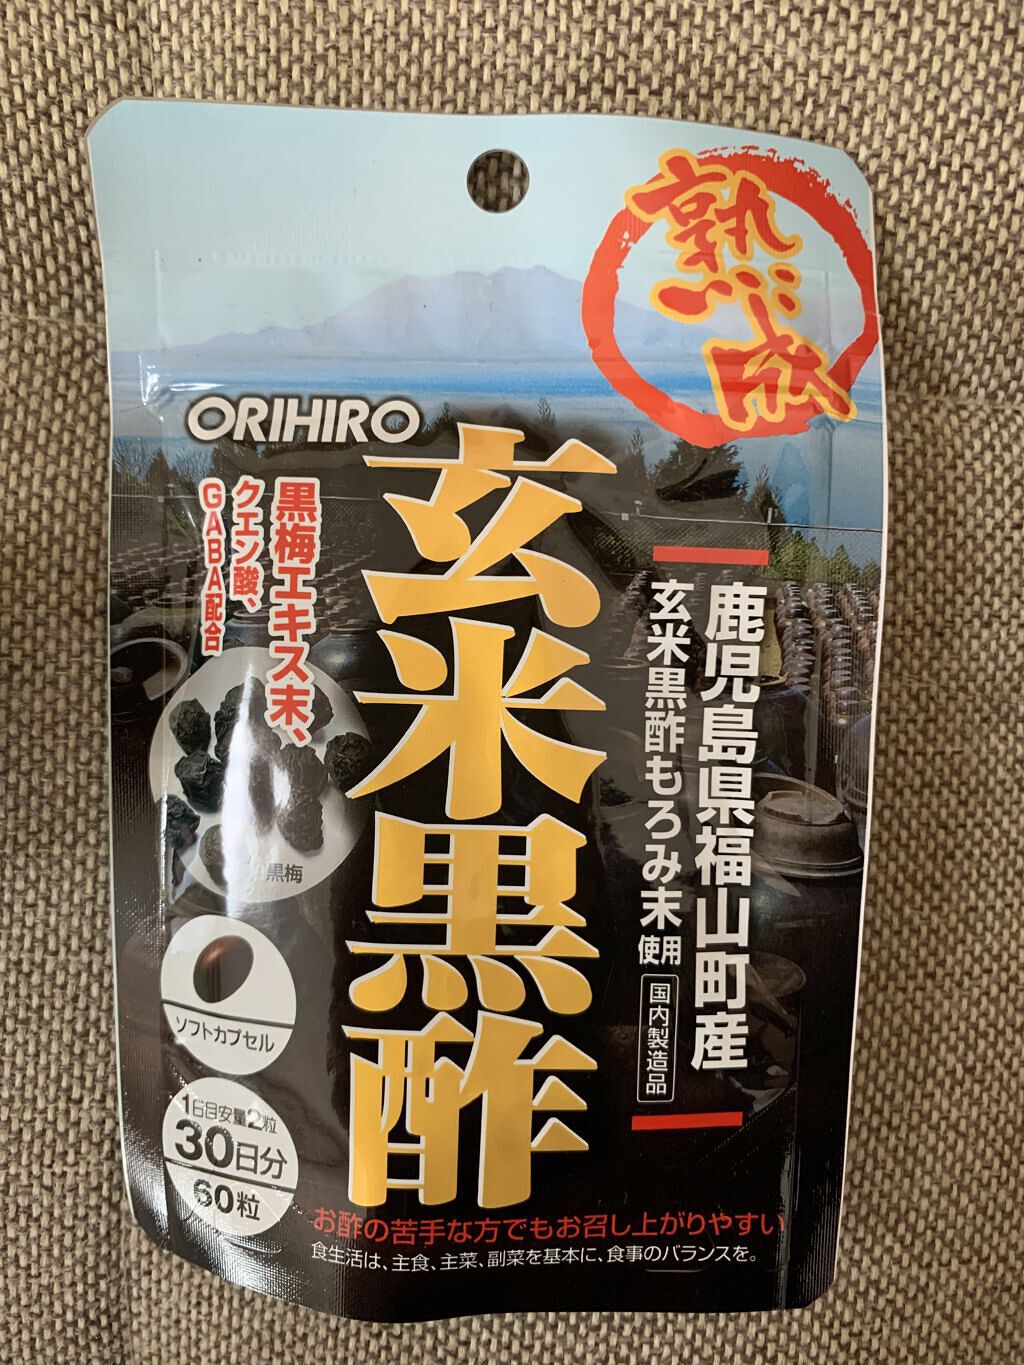 熟成
ORIHIRO
玄米黒酢
鹿児島県福山町産
玄米黒酢もろみ末使用
国内製造品
黒梅エキス末、
クエン酸、
GABA配合
黒梅
ソフトカプセル
1日目安量2粒
30日分
60粒
お酢の苦手な方でもお召し上がりやすい
食生活は、主食、主菜、副菜を基本に、食事のバランスを。